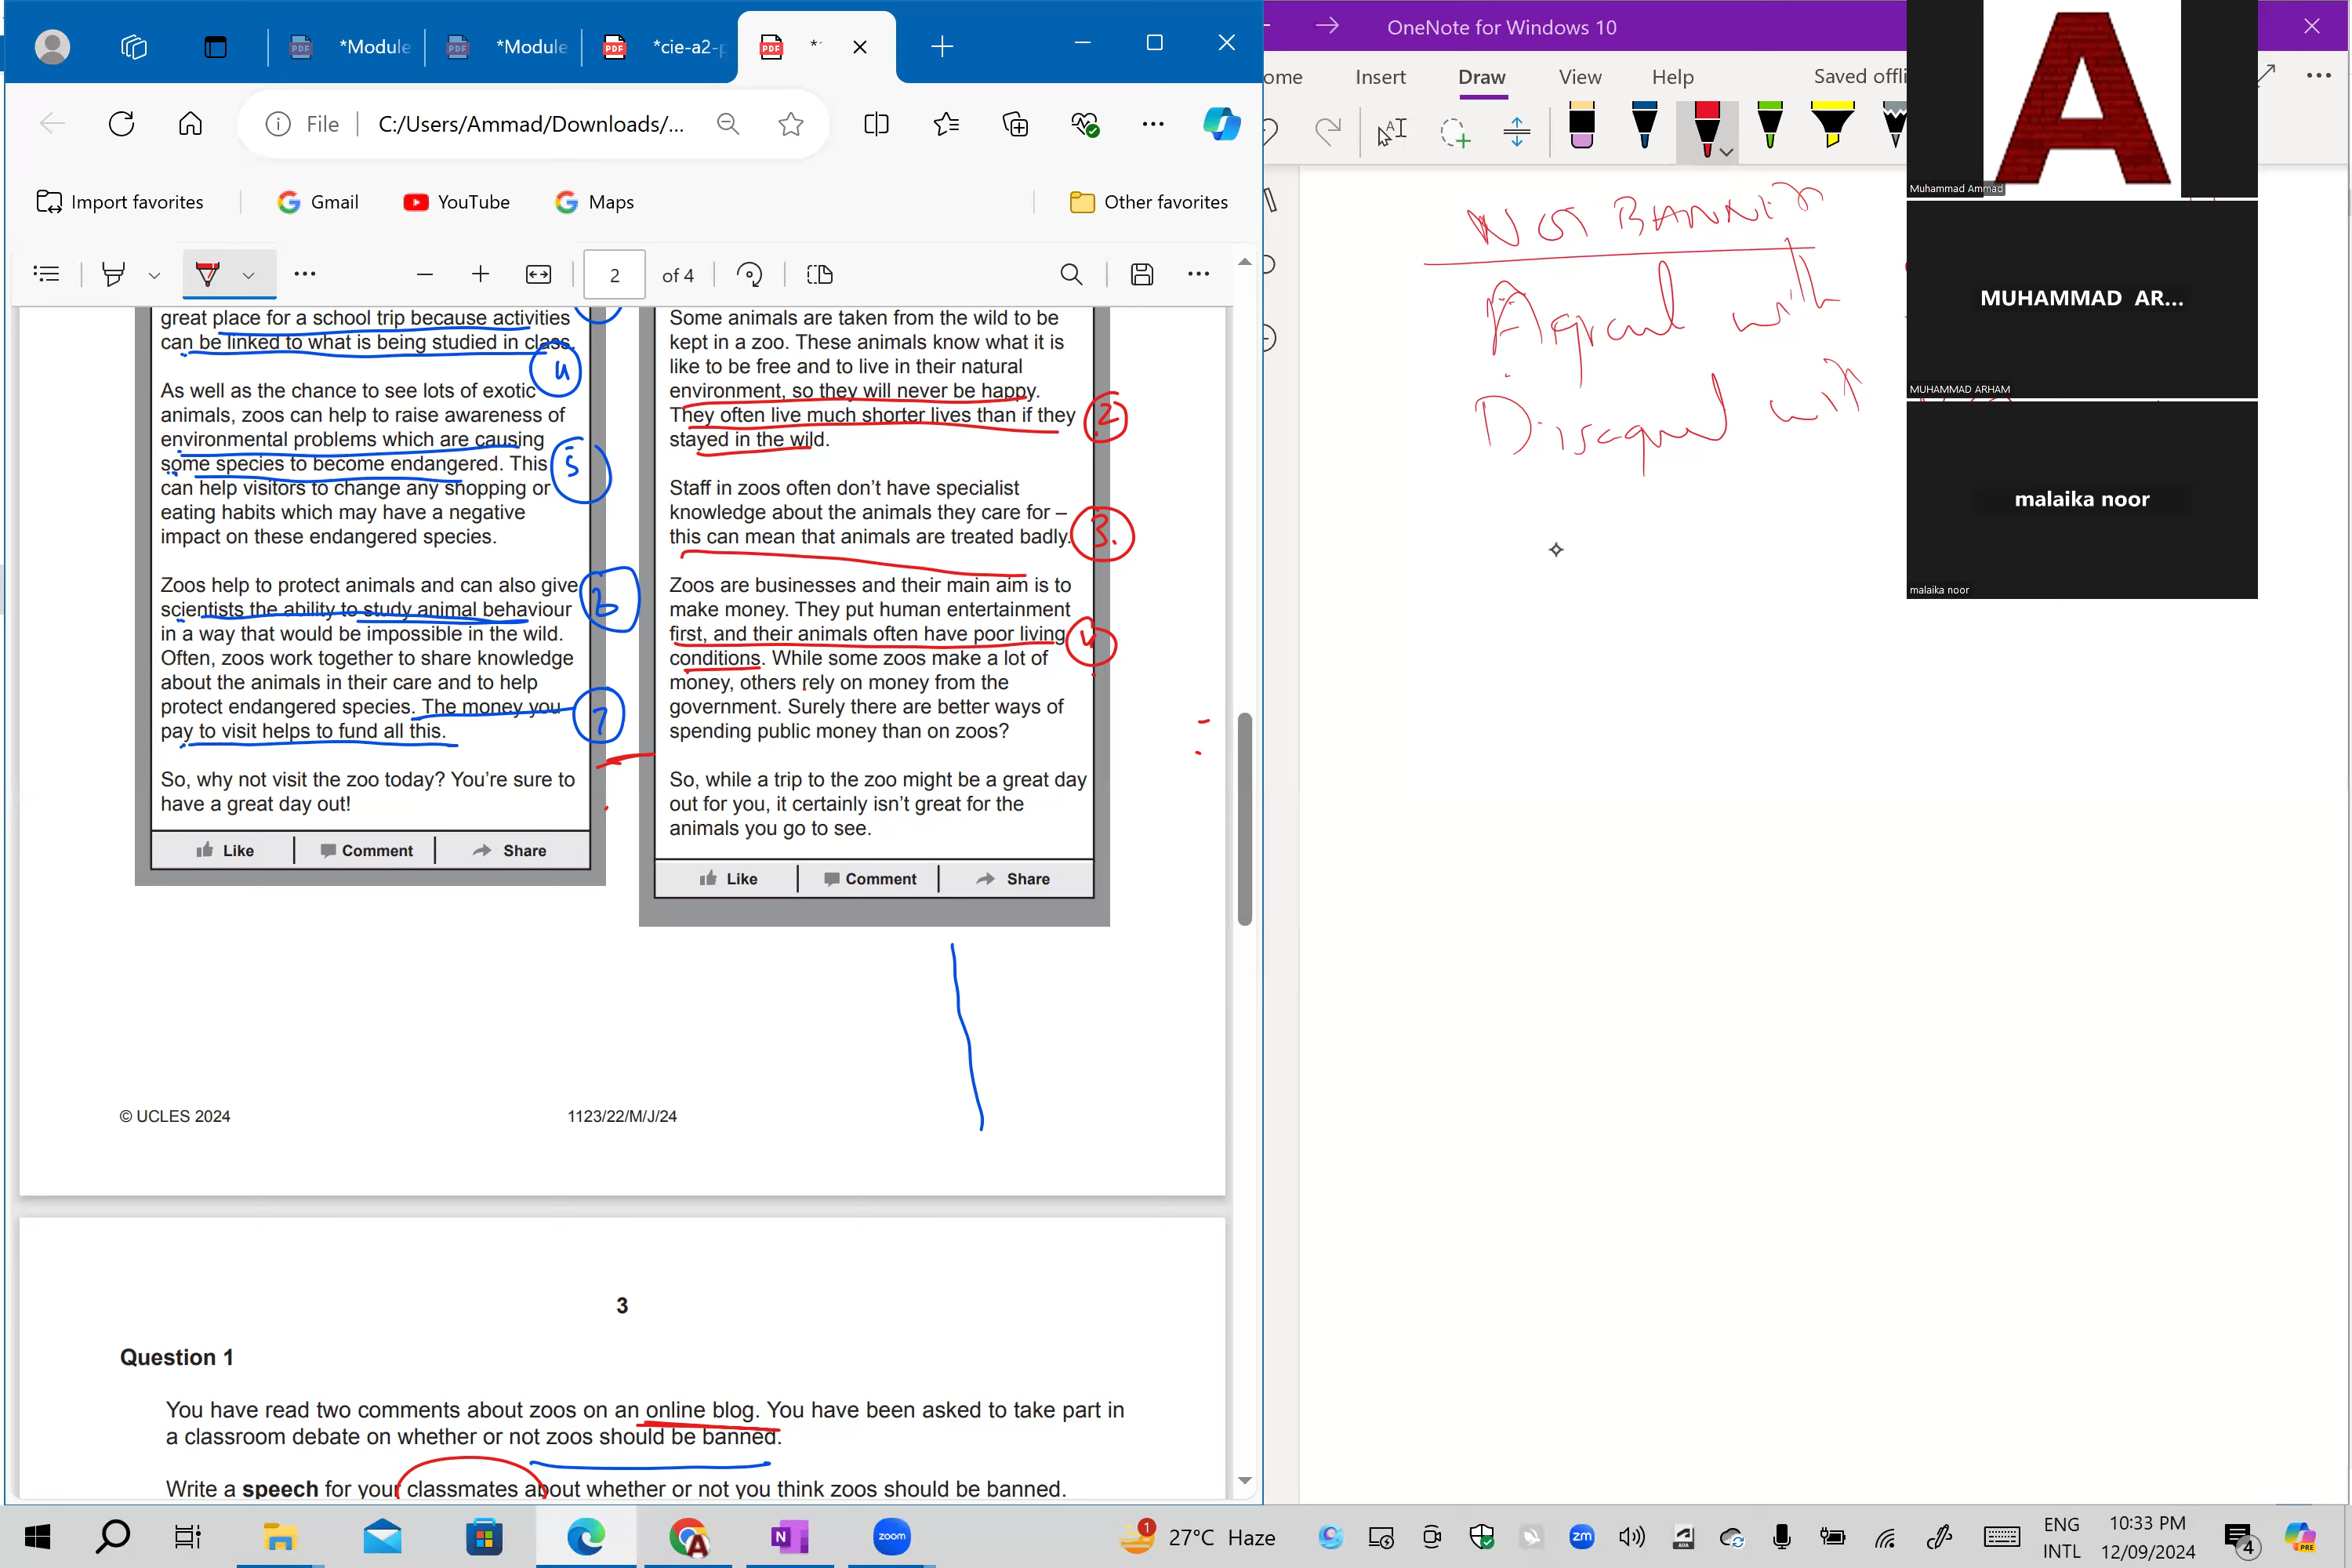 *Module
*Module
*cie-a2-p
*
File
C:/Users/Ammad/Downloads/...
Import favorites
Gmail
YouTube
Maps
Other favorites
2
of 4
great place for a school trip because activities
can be linked to what is being studied in class.
4
As well as the chance to see lots of exotic
animals, zoos can help to raise awareness of
environmental problems which are causing
some species to become endangered. This
can help visitors to change any shopping or
eating habits which may have a negative
impact on these endangered species.
5
Zoos help to protect animals and can also give
scientists the ability to study animal behaviour
in a way that would be impossible in the wild.
Often, zoos work together to share knowledge
about the animals in their care and to help
protect endangered species. The money you
pay to visit helps to fund all this.
6
7
So, why not visit the zoo today? You're sure to
have a great day out!
Like
Comment
Share
Some animals are taken from the wild to be
kept in a zoo. These animals know what it is
like to be free and to live in their natural
environment, so they will never be happy.
They often live much shorter lives than if they
stayed in the wild.
2
Staff in zoos often don't have specialist
knowledge about the animals they care for –
this can mean that animals are treated badly.
3.
Zoos are businesses and their main aim is to
make money. They put human entertainment
first, and their animals often have poor living
conditions. While some zoos make a lot of
money, others rely on money from the
government. Surely there are better ways of
spending public money than on zoos?
4
So, while a trip to the zoo might be a great day
out for you, it certainly isn't great for the
animals you go to see.
Like
Comment
Share
© UCLES 2024
1123/22/M/J/24
3
Question 1
You have read two comments about zoos on an online blog. You have been asked to take part in
a classroom debate on whether or not zoos should be banned.
Write a speech for your classmates about whether or not you think zoos should be banned.
OneNote for Windows 10
ome
Insert
Draw
View
Help
Saved offli
A
Muhammad Ammad
MUHAMMAD AR...
MUHAMMAD ARHAM
malaika noor
malaika noor
with
with
zoom
1
27°C Haze
zm
ENG
INTL
10:33 PM
12/09/2024
4
PRE